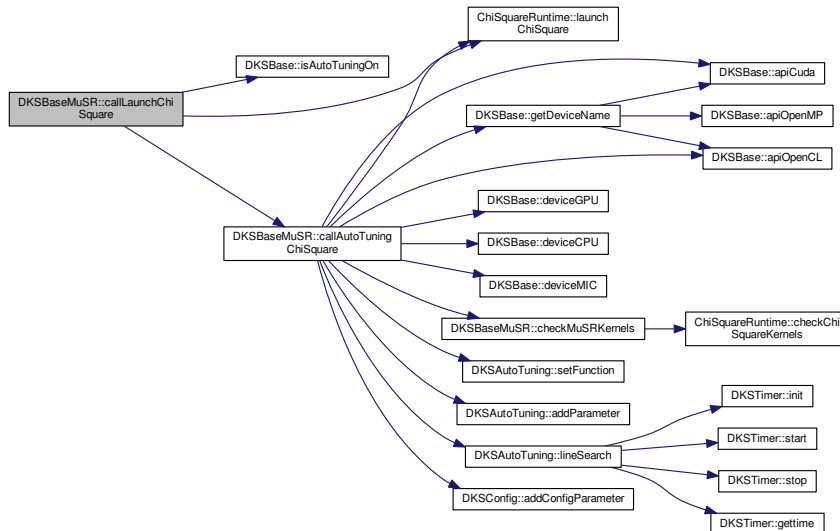 DKSBaseMuSR::callLaunchChi
Square
DKSBase::isAutoTuningOn
ChiSquareRuntime::launch
ChiSquare
DKSBaseMuSR::callAutoTuning
ChiSquare
DKSBase::getDeviceName
DKSBase::apiCuda
DKSBase::apiOpenMP
DKSBase::apiOpenCL
DKSBase::deviceGPU
DKSBase::deviceCPU
DKSBase::deviceMIC
DKSBaseMuSR::checkMuSRKernels
ChiSquareRuntime::checkChi
SquareKernels
DKSAutoTuning::setFunction
DKSAutoTuning::addParameter
DKSAutoTuning::lineSearch
DKSConfig::addConfigParameter
DKSTimer::init
DKSTimer::start
DKSTimer::stop
DKSTimer::gettime